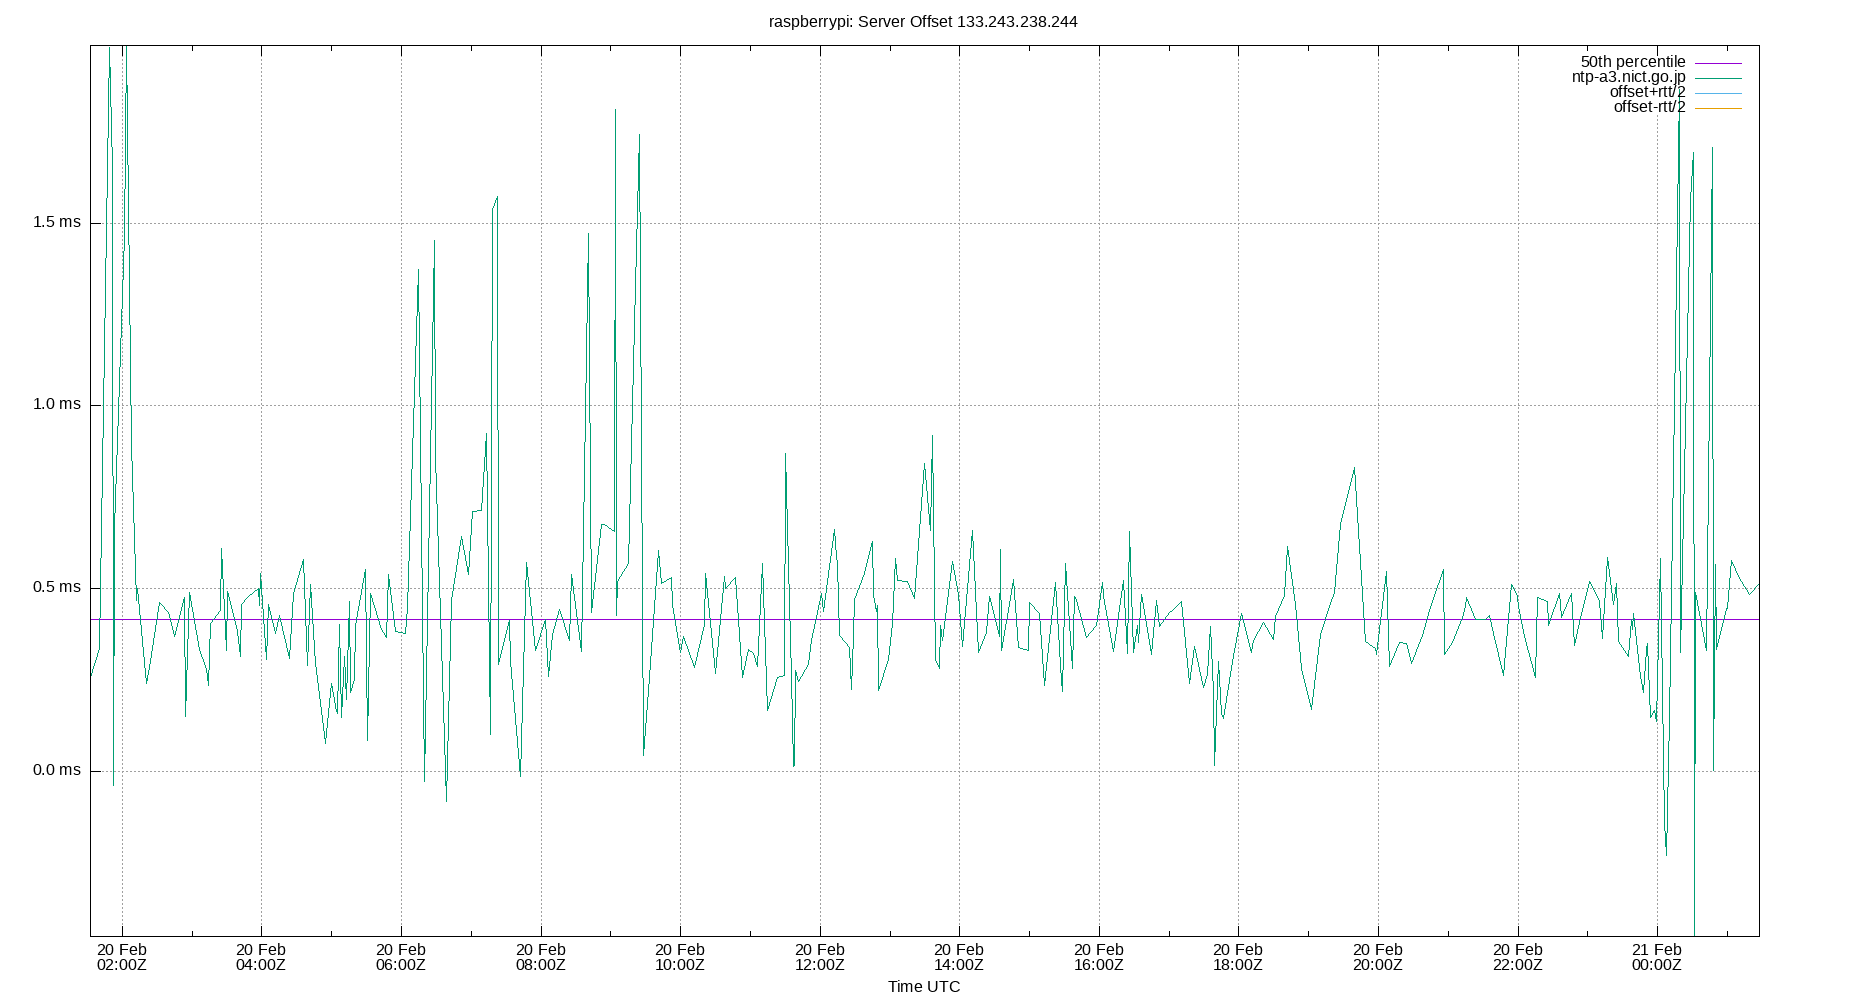 raspberrypi: Server Offset 133.243.238.244
50th percentile
ntp-a3.nict.go.jp
offset+rtt/2
offset-rtt/2
1.5 ms
1.0 ms
0.5 ms
0.0 ms
20 Feb 20 Feb 20 Feb 20 Feb 20 Feb 20 Feb 20 Feb 20 Feb 20 Feb 20 Feb 20 Feb 21 Feb
02:00Z 04:00Z 06:00Z 08:00Z 10:00Z 12:00Z 14:00Z 16:00Z 18:00Z 20:00Z 22:00Z 00:00Z
Time UTC